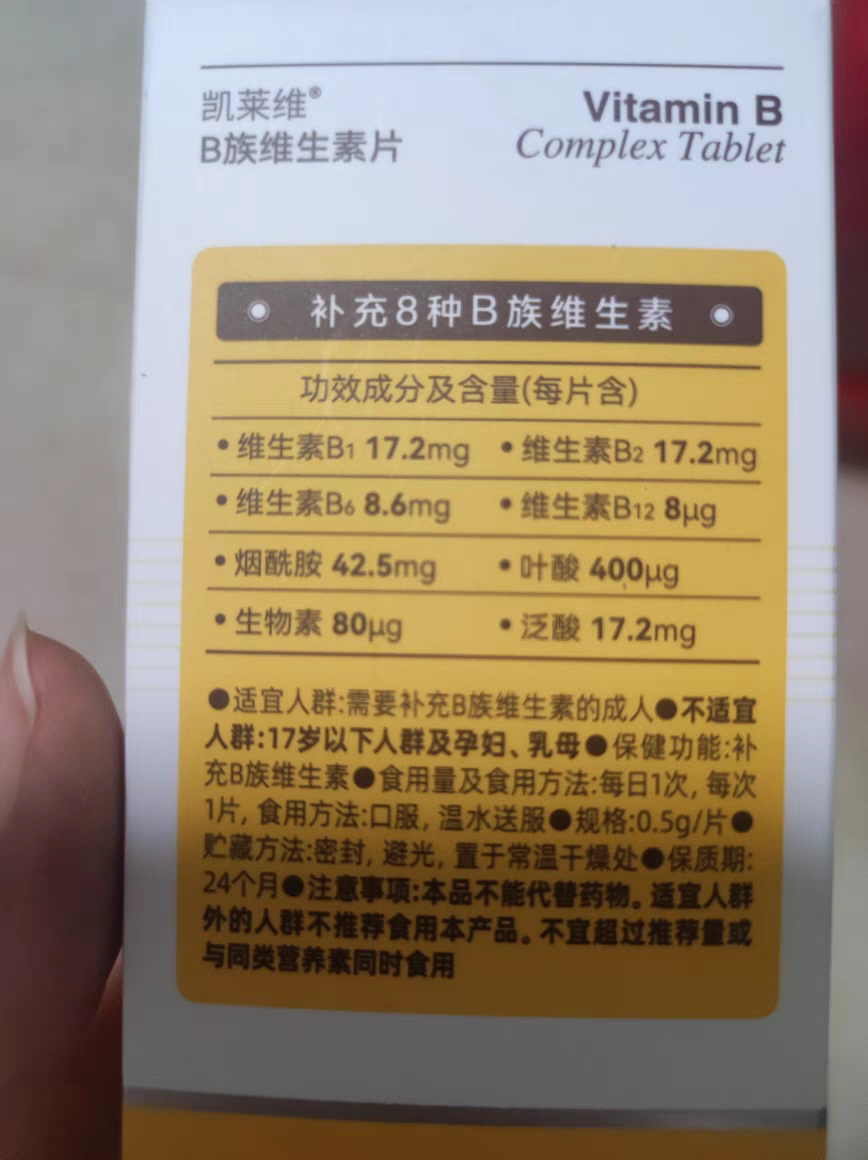 凯莱维®
Vitamin B
B族维生素片
Complex Tablet
补充8种B族维生素
功效成分及含量(每片含)
•维生素B1 17.2mg •维生素B2 17.2mg
•维生素B6 8.6mg •维生素B12 8μg
•烟酰胺 42.5mg •叶酸 400μg
•生物素 80μg •泛酸 17.2mg
●适宜人群:需要补充B族维生素的成人●不适宜
人群:17岁以下人群及孕妇、乳母●保健功能:补
充B族维生素●食用量及食用方法:每日1次, 每次
1片, 食用方法:口服, 温水送服●规格:0.5g/片●
贮藏方法:密封, 避光, 置于常温干燥处●保质期:
24个月●注意事项:本品不能代替药物。适宜人群
外的人群不推荐食用本产品。不宜超过推荐量或
与同类营养素同时食用